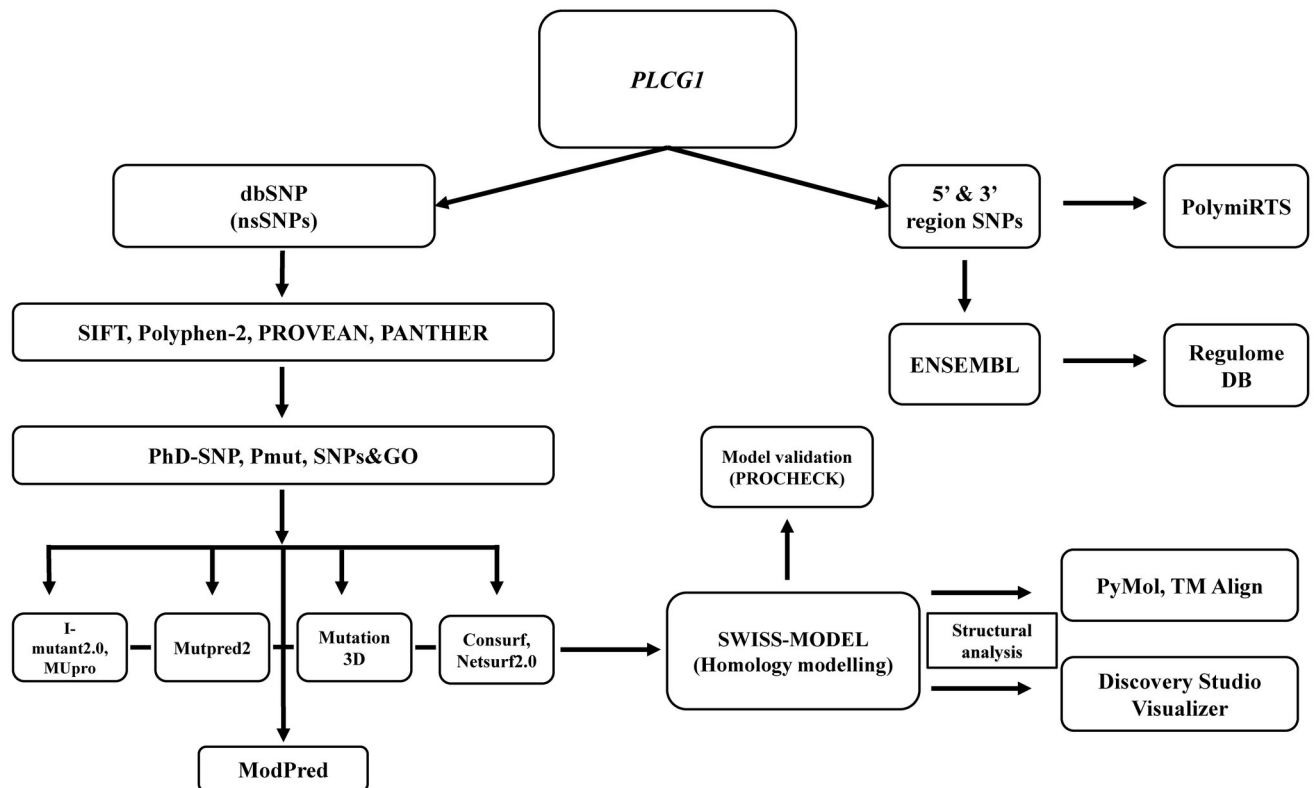 PLCG1
dbSNP
(nsSNPs)
5’ & 3’
region SNPs
PolymiRTS
SIFT, Polyphen-2, PROVEAN, PANTHER
ENSEMBL
Regulome
DB
PhD-SNP, Pmut, SNPs&GO
Model validation
(PROCHECK)
I-
mutant2.0,
MUpro
Mutpred2
Mutation
3D
Consurf,
Netsurf2.0
SWISS-MODEL
(Homology modelling)
Structural
analysis
PyMol, TM Align
Discovery Studio
Visualizer
ModPred